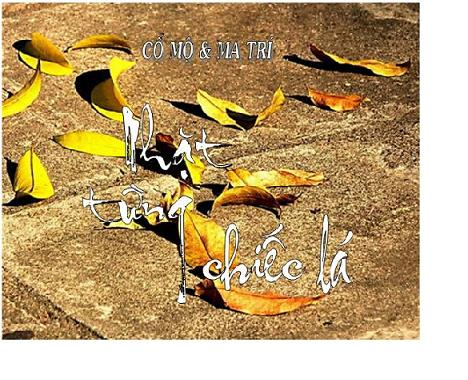 CỔ MỘ & MA TRÍ
Nhặt
từng
chiếc lá